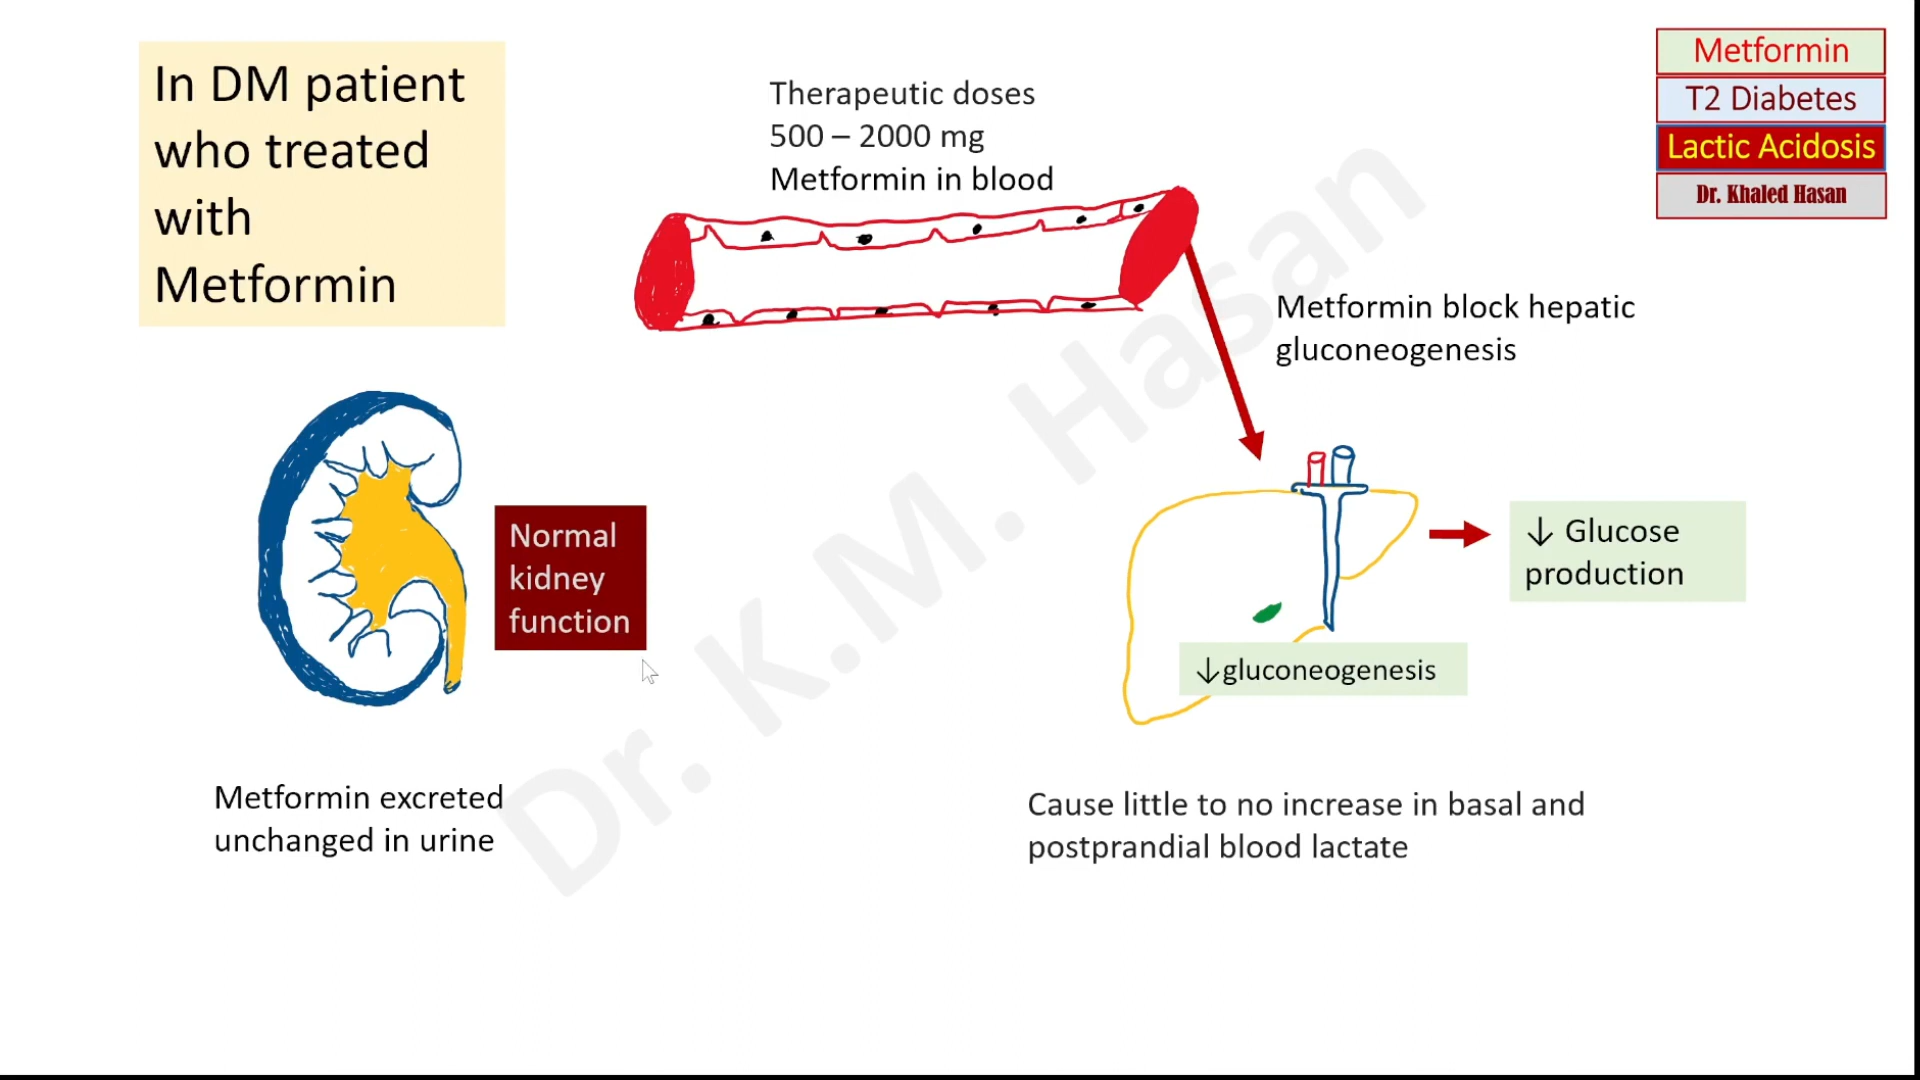 In DM patient
who treated
with
Metformin
Therapeutic doses
500 – 2000 mg
Metformin in blood
Metformin
T2 Diabetes
Lactic Acidosis
Dr. Khaled Hasan
Metformin block hepatic
gluconeogenesis
Normal
kidney
function
↓ Glucose
production
↓gluconeogenesis
Metformin excreted
unchanged in urine
Cause little to no increase in basal and
postprandial blood lactate
Dr. K.M. Hasan